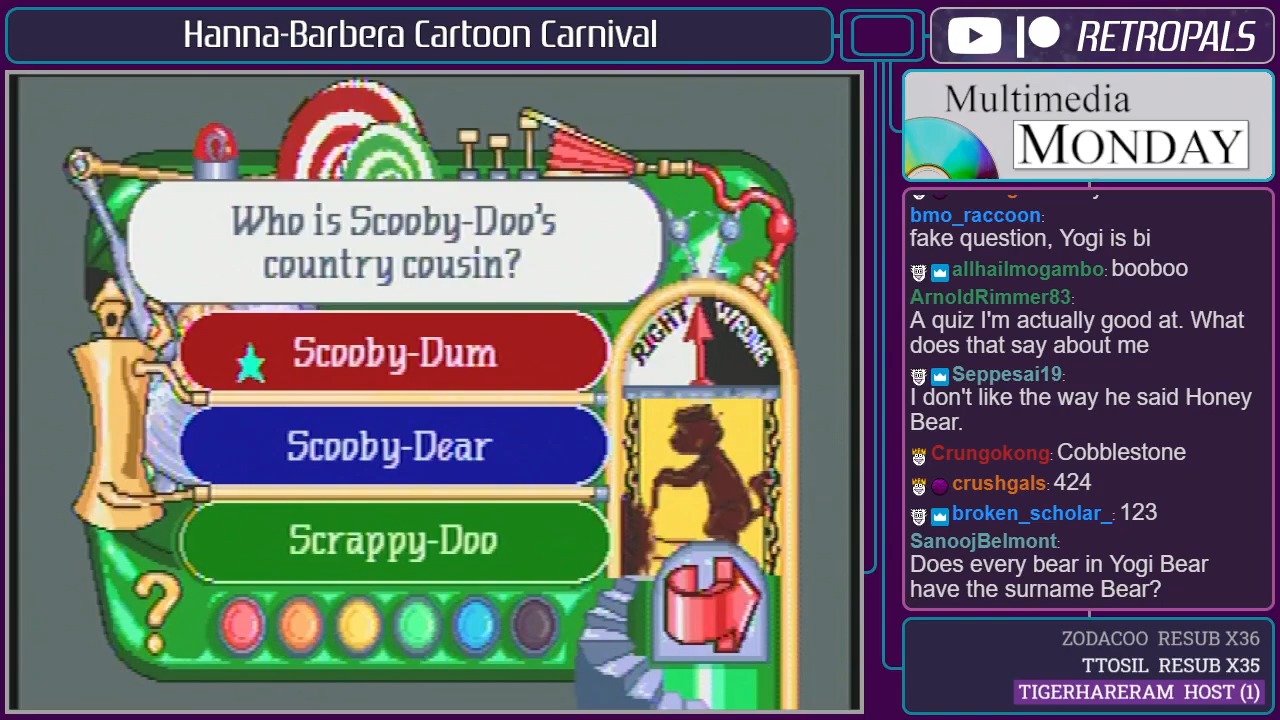 Hanna-Barbera Cartoon Carnival
RETROPALS
Multimedia
MONDAY
Who is Scooby-Doo's
country cousin?
RIGHT WRONG
Scooby-Dum
Scooby-Dear
Scrappy-Doo
?
bmo_raccoon:
fake question, Yogi is bi
allhailmogambo: booboo
ArnoldRimmer83:
A quiz I'm actually good at. What
does that say about me
Seppesai19:
I don't like the way he said Honey
Bear.
Crungokong: Cobblestone
crushgals: 424
broken_scholar_: 123
SanoojBelmont:
Does every bear in Yogi Bear
have the surname Bear?
ZODACOO RESUB X36
TTOSIL RESUB X35
TIGERHARERAM HOST (1)